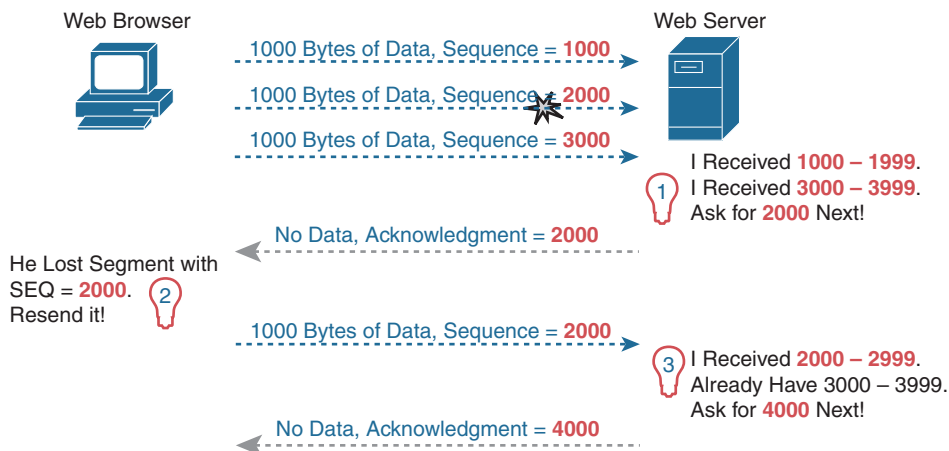 Web Browser
Web Server
1000 Bytes of Data, Sequence = 1000
1000 Bytes of Data, Sequence = 2000
1000 Bytes of Data, Sequence = 3000
1
I Received 1000 – 1999.
I Received 3000 – 3999.
Ask for 2000 Next!
No Data, Acknowledgment = 2000
He Lost Segment with
SEQ = 2000.
Resend it!
2
1000 Bytes of Data, Sequence = 2000
3
I Received 2000 – 2999.
Already Have 3000 – 3999.
Ask for 4000 Next!
No Data, Acknowledgment = 4000